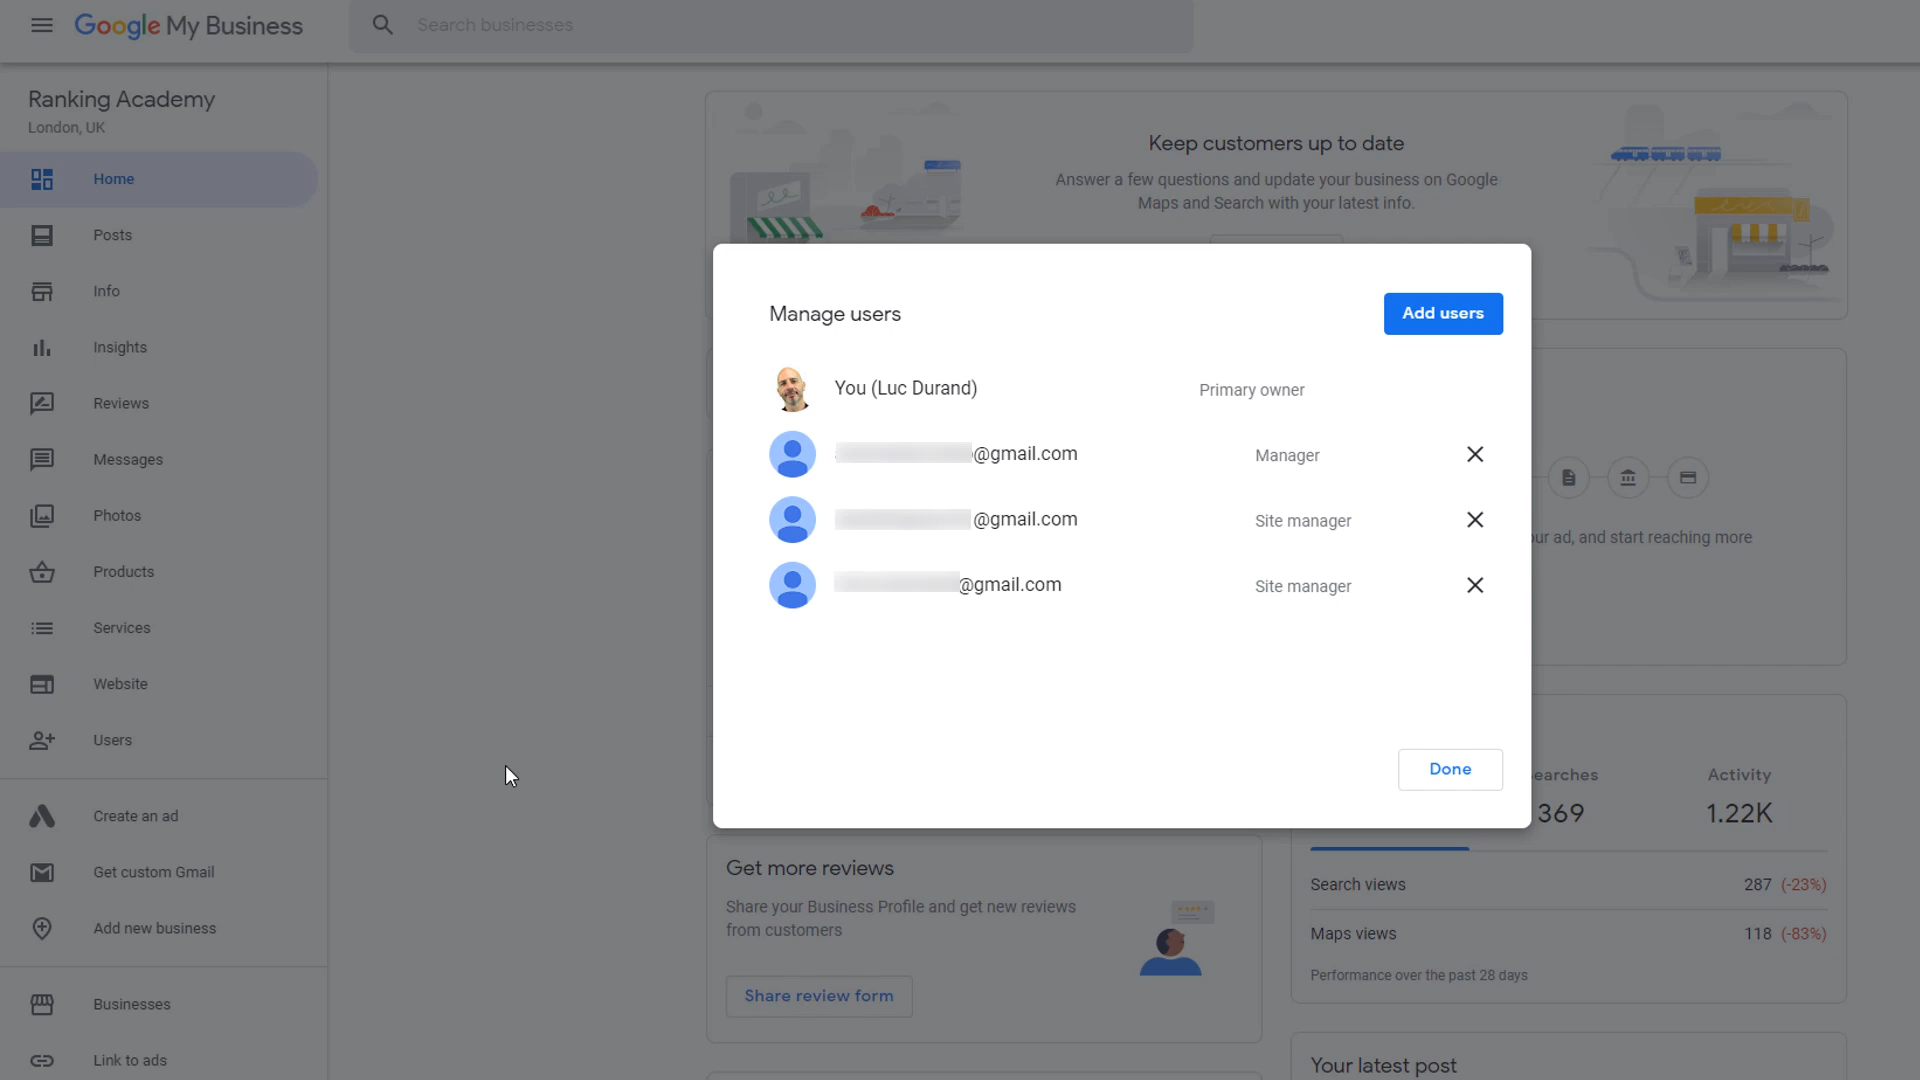 Google My Business
Search businesses
Ranking Academy
London, UK
Home
Posts
Info
Insights
Reviews
Messages
Photos
Products
Services
Website
Users
Create an ad
Get custom Gmail
Add new business
Businesses
Link to ads
Keep customers up to date
Answer a few questions and update your business on Google
Maps and Search with your latest info.
Manage users
Add users
You (Luc Durand)
Primary owner
@gmail.com
Manager
@gmail.com
Site manager
@gmail.com
Site manager
Done
ur ad, and start reaching more
earches
Activity
369
1.22K
Search views
287 (-23%)
Maps views
118 (-83%)
Performance over the past 28 days
Get more reviews
Share your Business Profile and get new reviews
from customers
Share review form
Your latest post